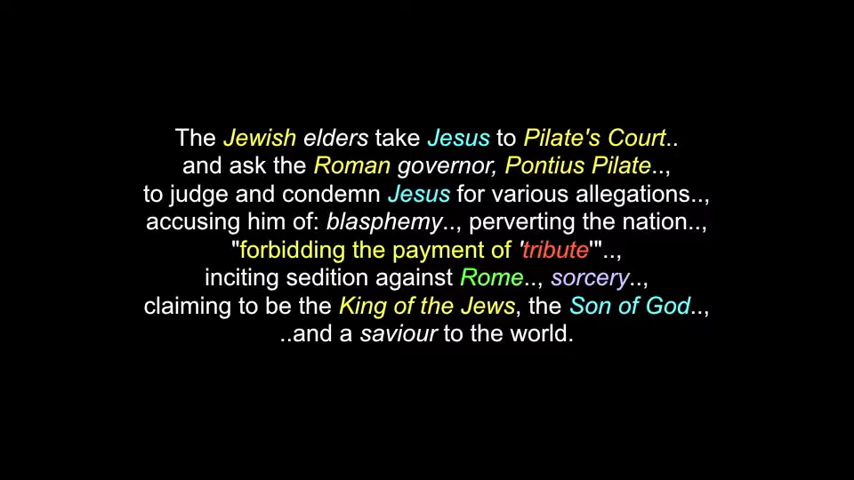 The Jewish elders take Jesus to Pilate's Court..
and ask the Roman governor, Pontius Pilate..,
to judge and condemn Jesus for various allegations..,
accusing him of: blasphemy.., perverting the nation..,
"forbidding the payment of 'tribute'"..,
inciting sedition against Rome.., sorcery..,
claiming to be the King of the Jews, the Son of God..,
..and a saviour to the world.